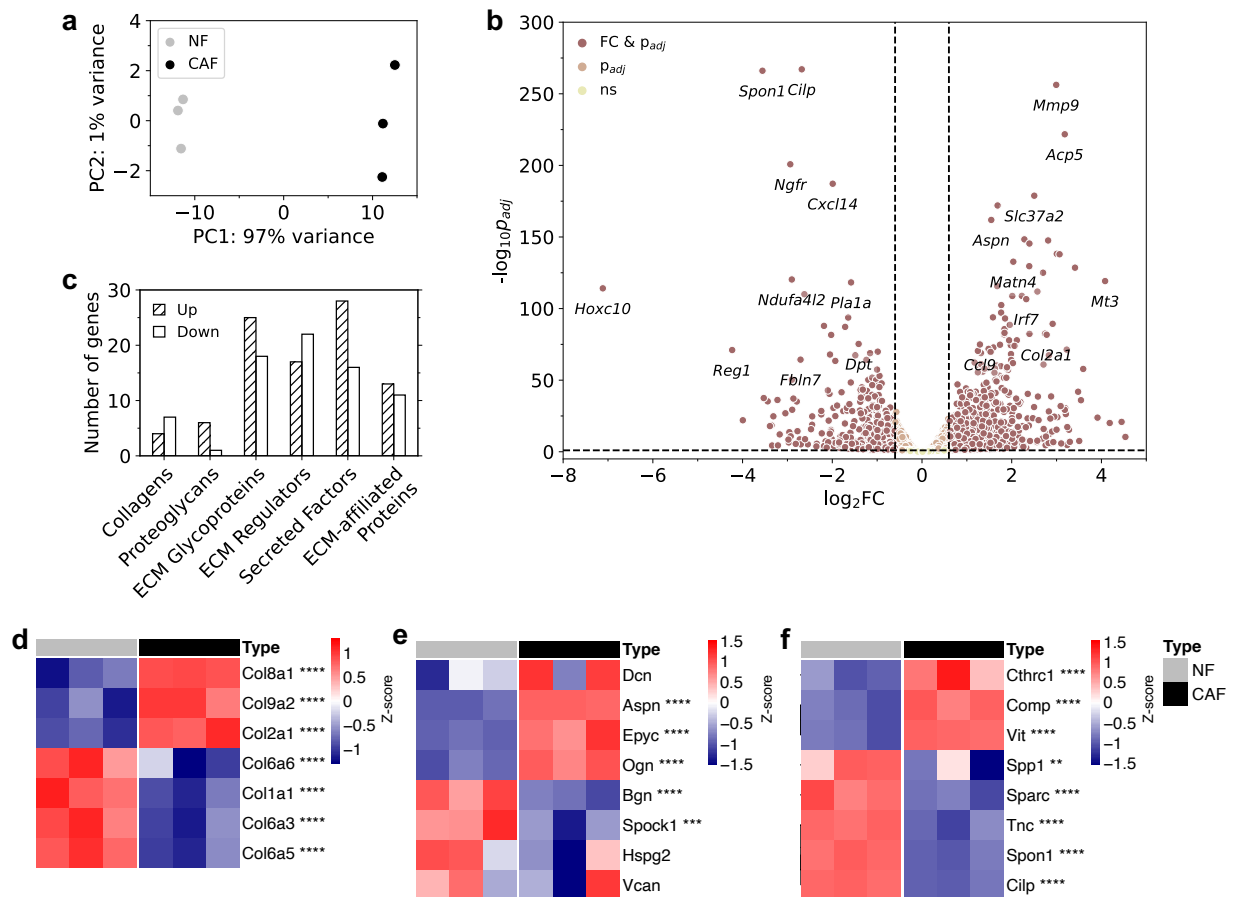 a
4
2
0
−2
−10
0
10
NF
CAF
PC2: 1% variance
PC1: 97% variance
b
300
250
200
150
100
50
0
−8
−6
−4
−2
0
2
4
-log10padj
log2FC
FC & padj
padj
ns
Spon1 Cilp
Mmp9
Acp5
Ngfr
Cxcl14
Slc37a2
Aspn
Matn4
Ndufa4l2 Pla1a
Mt3
Hoxc10
Irf7
Col2a1
Ccl9
Reg1
Fbln7
Dpt
c
30
20
10
0
Number of genes
Up
Down
Collagens
Proteoglycans
ECM Glycoproteins
ECM Regulators
Secreted Factors
ECM-affiliated
Proteins
d
Type
Col8a1 ****
Col9a2 ****
Col2a1 ****
Col6a6 ****
Col1a1 ****
Col6a3 ****
Col6a5 ****
1
0.5
0
−0.5
−1
Z-score
e
Type
Dcn
Aspn ****
Epyc ****
Ogn ****
Bgn ****
Spock1 ***
Hspg2
Vcan
1.5
1
0.5
0
−0.5
−1
−1.5
Z-score
f
Type
Cthrc1 ****
Comp ****
Vit ****
Spp1 **
Sparc ****
Tnc ****
Spon1 ****
Cilp ****
1.5
1
0.5
0
−0.5
−1
−1.5
Z-score
Type
NF
CAF